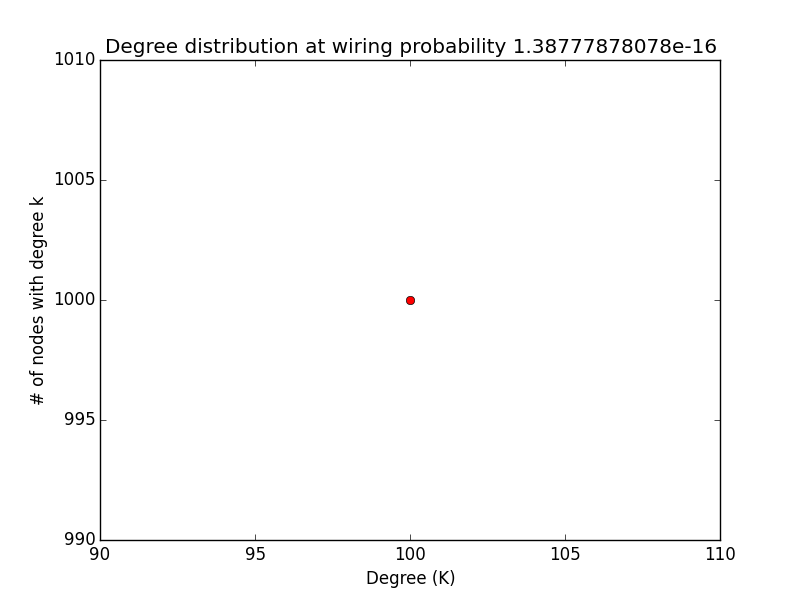 Degree distribution at wiring probability 1.38777878078e-16
1010
1005
1000
995
990
# of nodes with degree k
90 95 100 105 110
Degree (K)